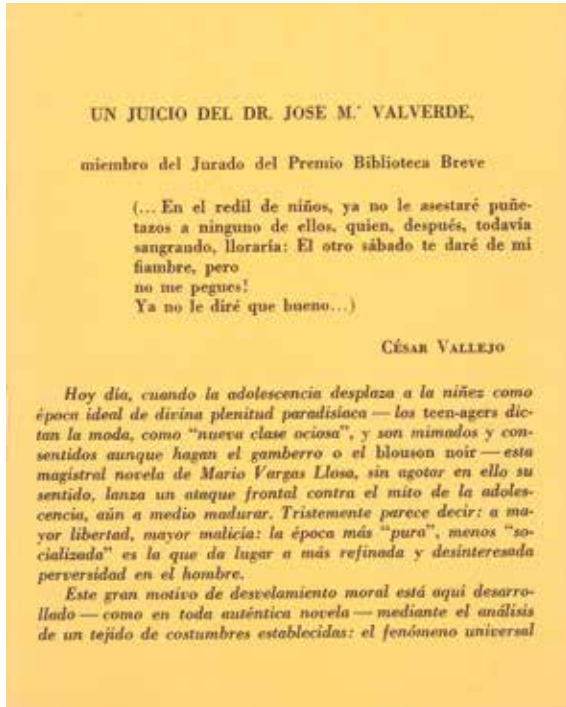 UN JUICIO DEL DR. JOSE M.ª VALVERDE,
miembro del Jurado del Premio Biblioteca Breve
(... En el redil de niños, ya no le asestaré puñe-
tazos a ninguno de ellos, quien, después, todavía
sangrando, lloraría: El otro sábado te daré de mi
fiambre, pero
no me pegues!
Ya no le diré que bueno...)
CÉSAR VALLEJO
Hoy día, cuando la adolescencia desplaza a la niñez como
época ideal de divina plenitud paradisíaca — los teen-agers dic-
tan la moda, como "nueva clase ociosa", y son mimados y con-
sentidos aunque hagan el gamberro o el blouson noir — esta
magistral novela de Mario Vargas Llosa, sin agotar en ello su
sentido, lanza un ataque frontal contra el mito de la adoles-
cencia, aún a medio madurar. Tristemente parece decir: a ma-
yor libertad, mayor malicia: la época más "pura", menos "so-
cializada" es la que da lugar a más refinada y desinteresada
perversidad en el hombre.
Este gran motivo de desvelamiento moral está aquí desarro-
llado — como en toda auténtica novela — mediante el análisis
de un tejido de costumbres establecidas: el fenómeno universal